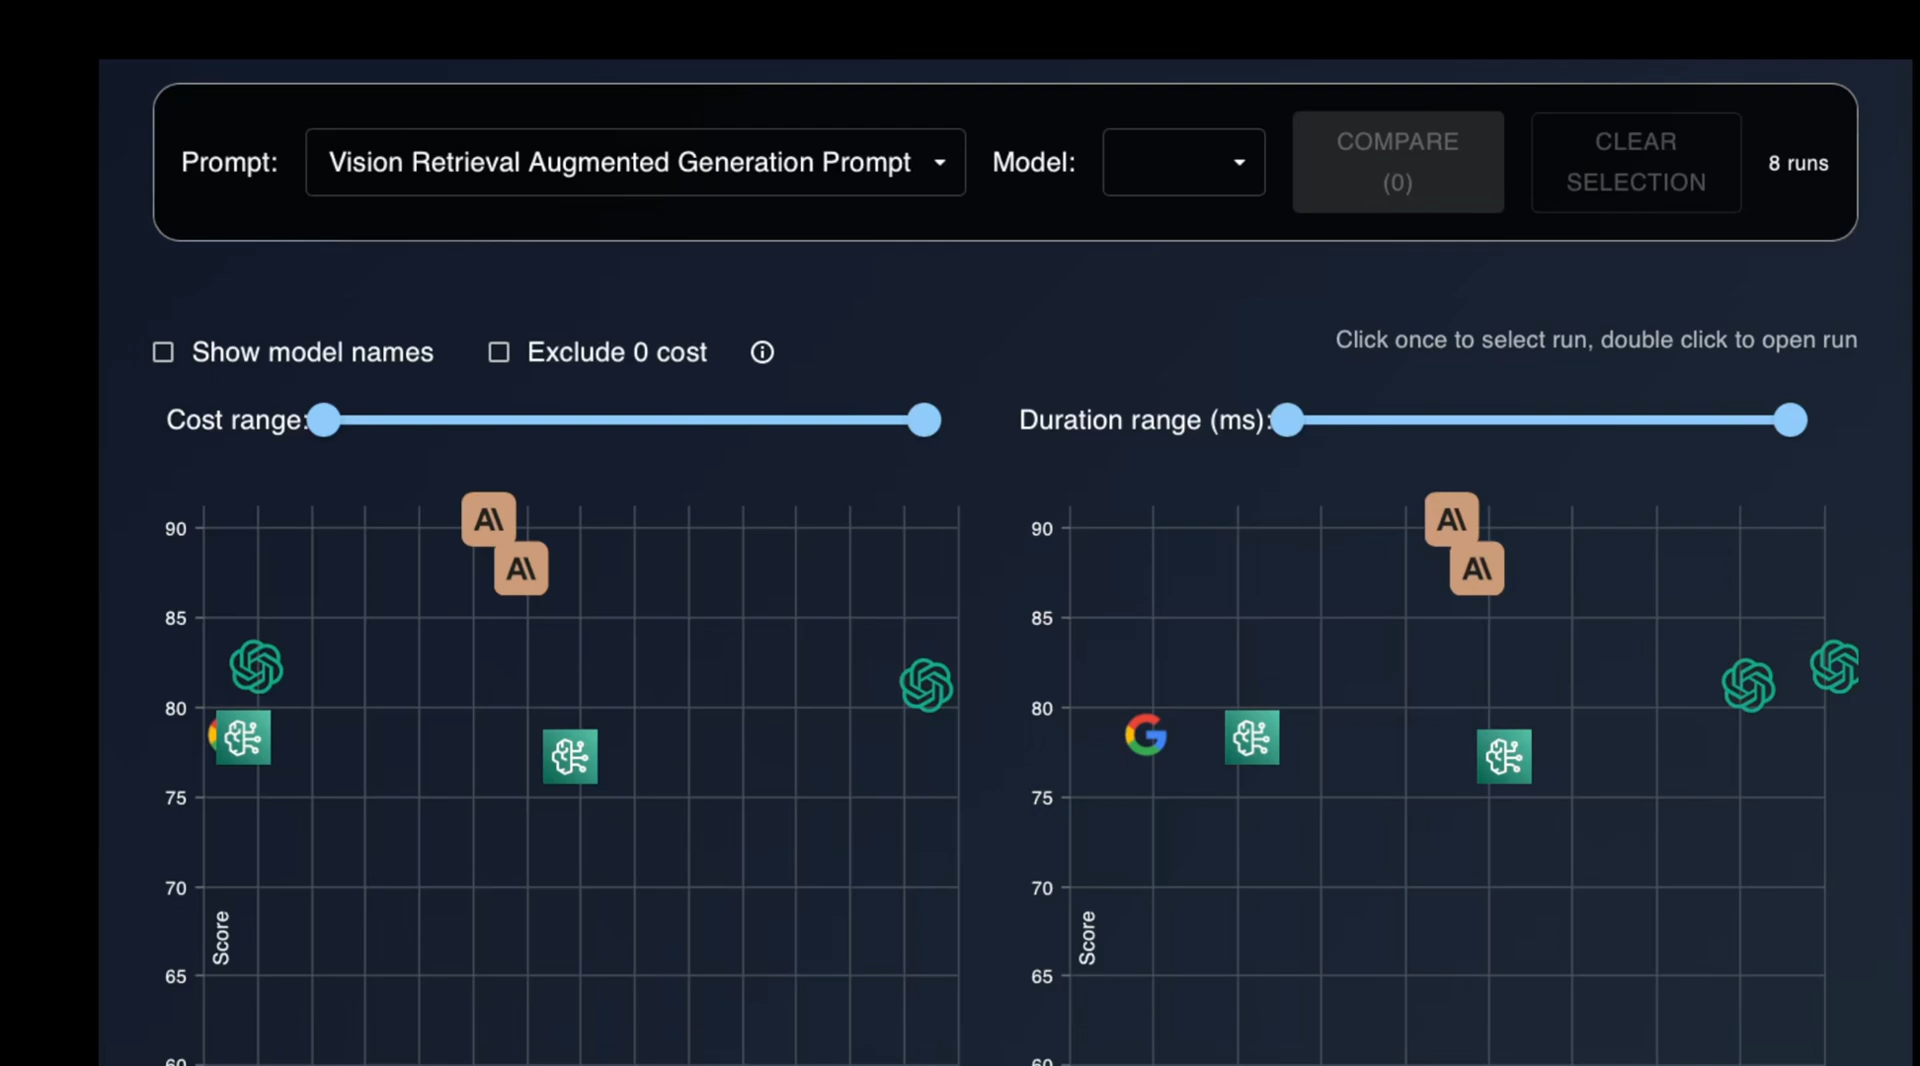 Prompt:
Vision Retrieval Augmented Generation Prompt
Model:
COMPARE
(0)
CLEAR
SELECTION
8 runs
Show model names
Exclude 0 cost
Click once to select run, double click to open run
Cost range:
Duration range (ms):
90
85
80
75
70
65
60
Score
90
85
80
75
70
65
60
Score